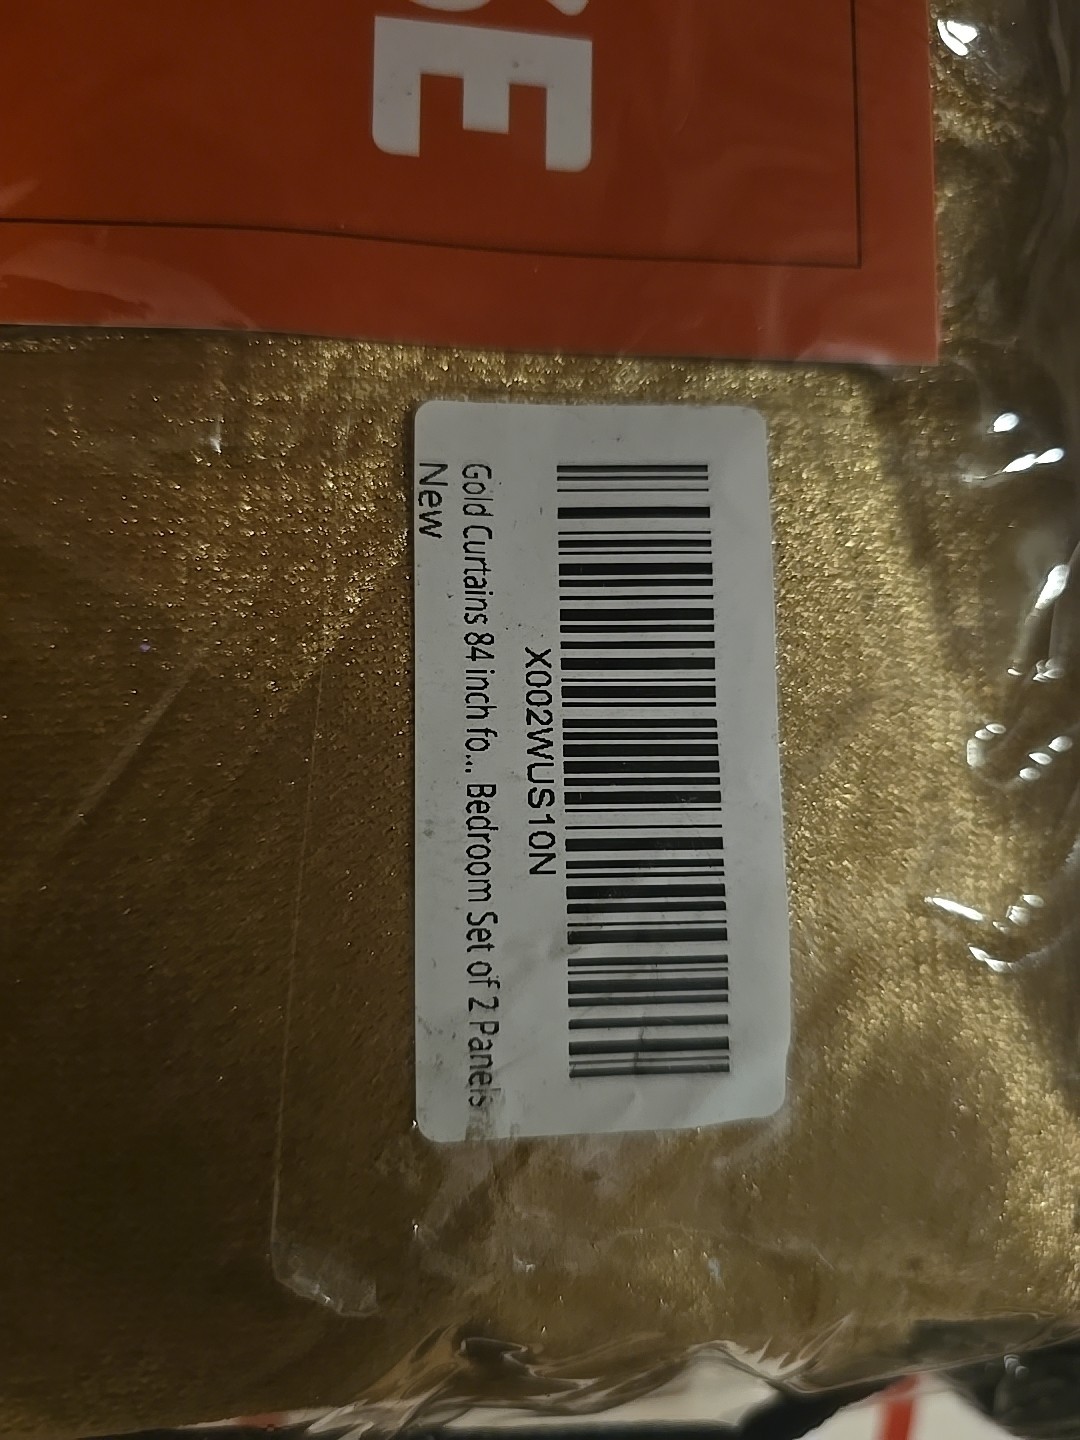 X002WUS10N
Gold Curtains 84 inch fo... Bedroom Set of 2 Panels
New